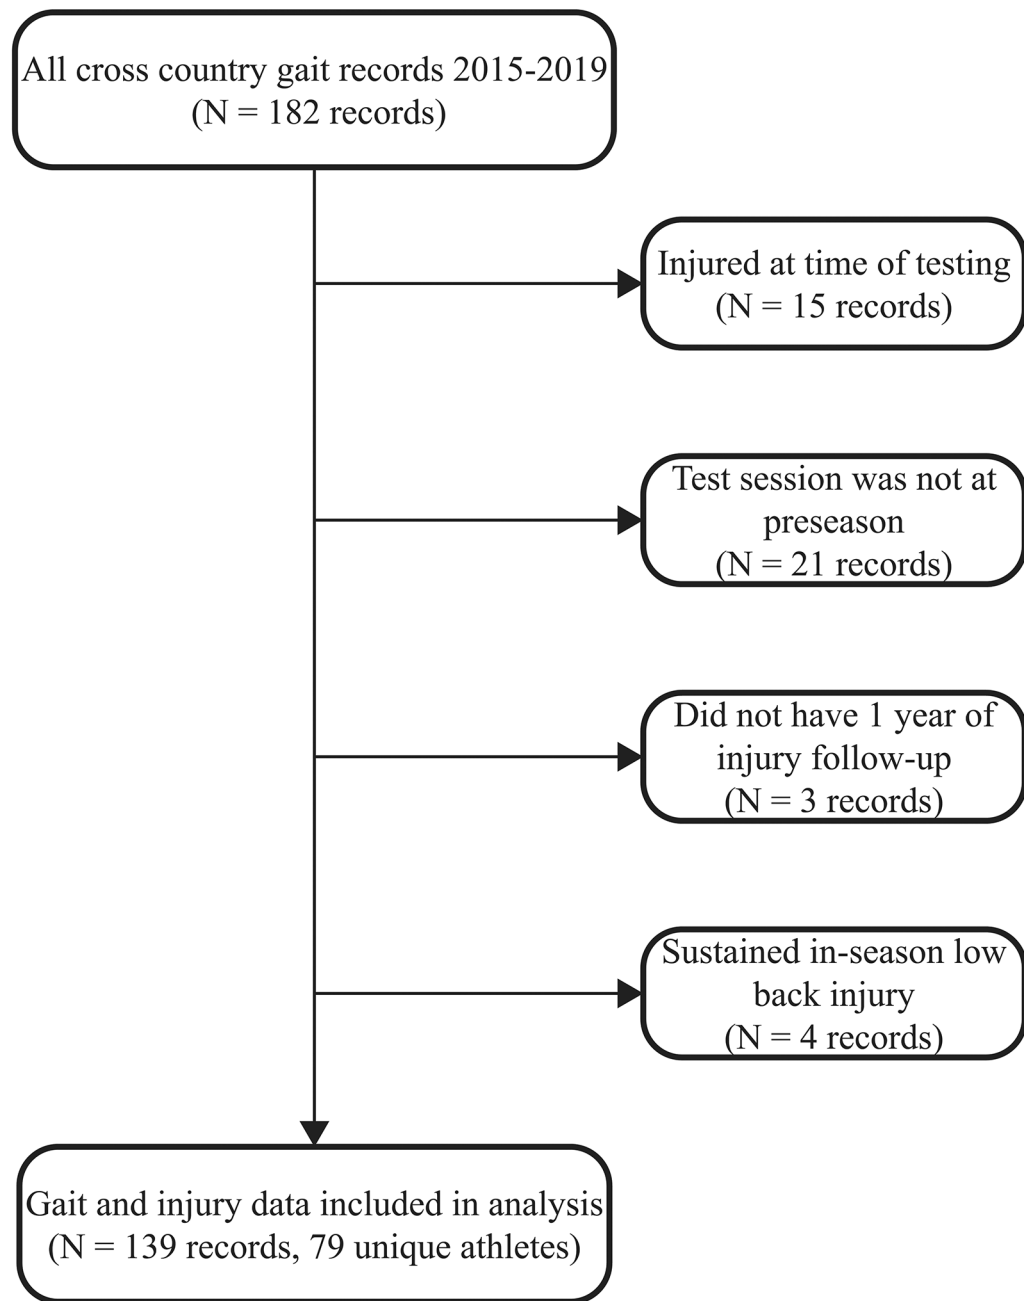 All cross country gait records 2015-2019
(N = 182 records)
Injured at time of testing
(N = 15 records)
Test session was not at
preseason
(N = 21 records)
Did not have 1 year of
injury follow-up
(N = 3 records)
Sustained in-season low
back injury
(N = 4 records)
Gait and injury data included in analysis
(N = 139 records, 79 unique athletes)